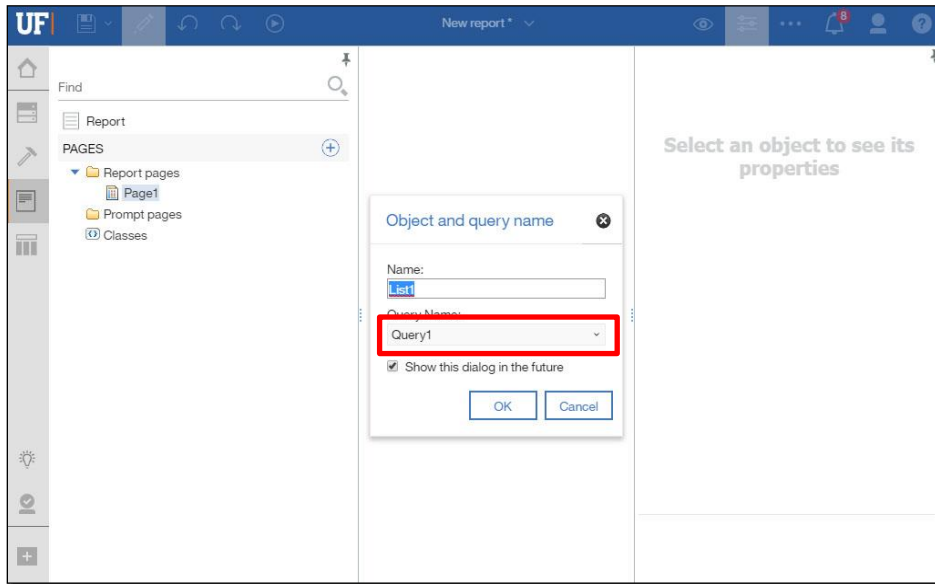 UF
New report*
8
?
Find
Report
PAGES
Report pages
Page1
Prompt pages
Classes
Object and query name
Name:
List1
Query Name:
Query1
Show this dialog in the future
OK
Cancel
Select an object to see its
properties